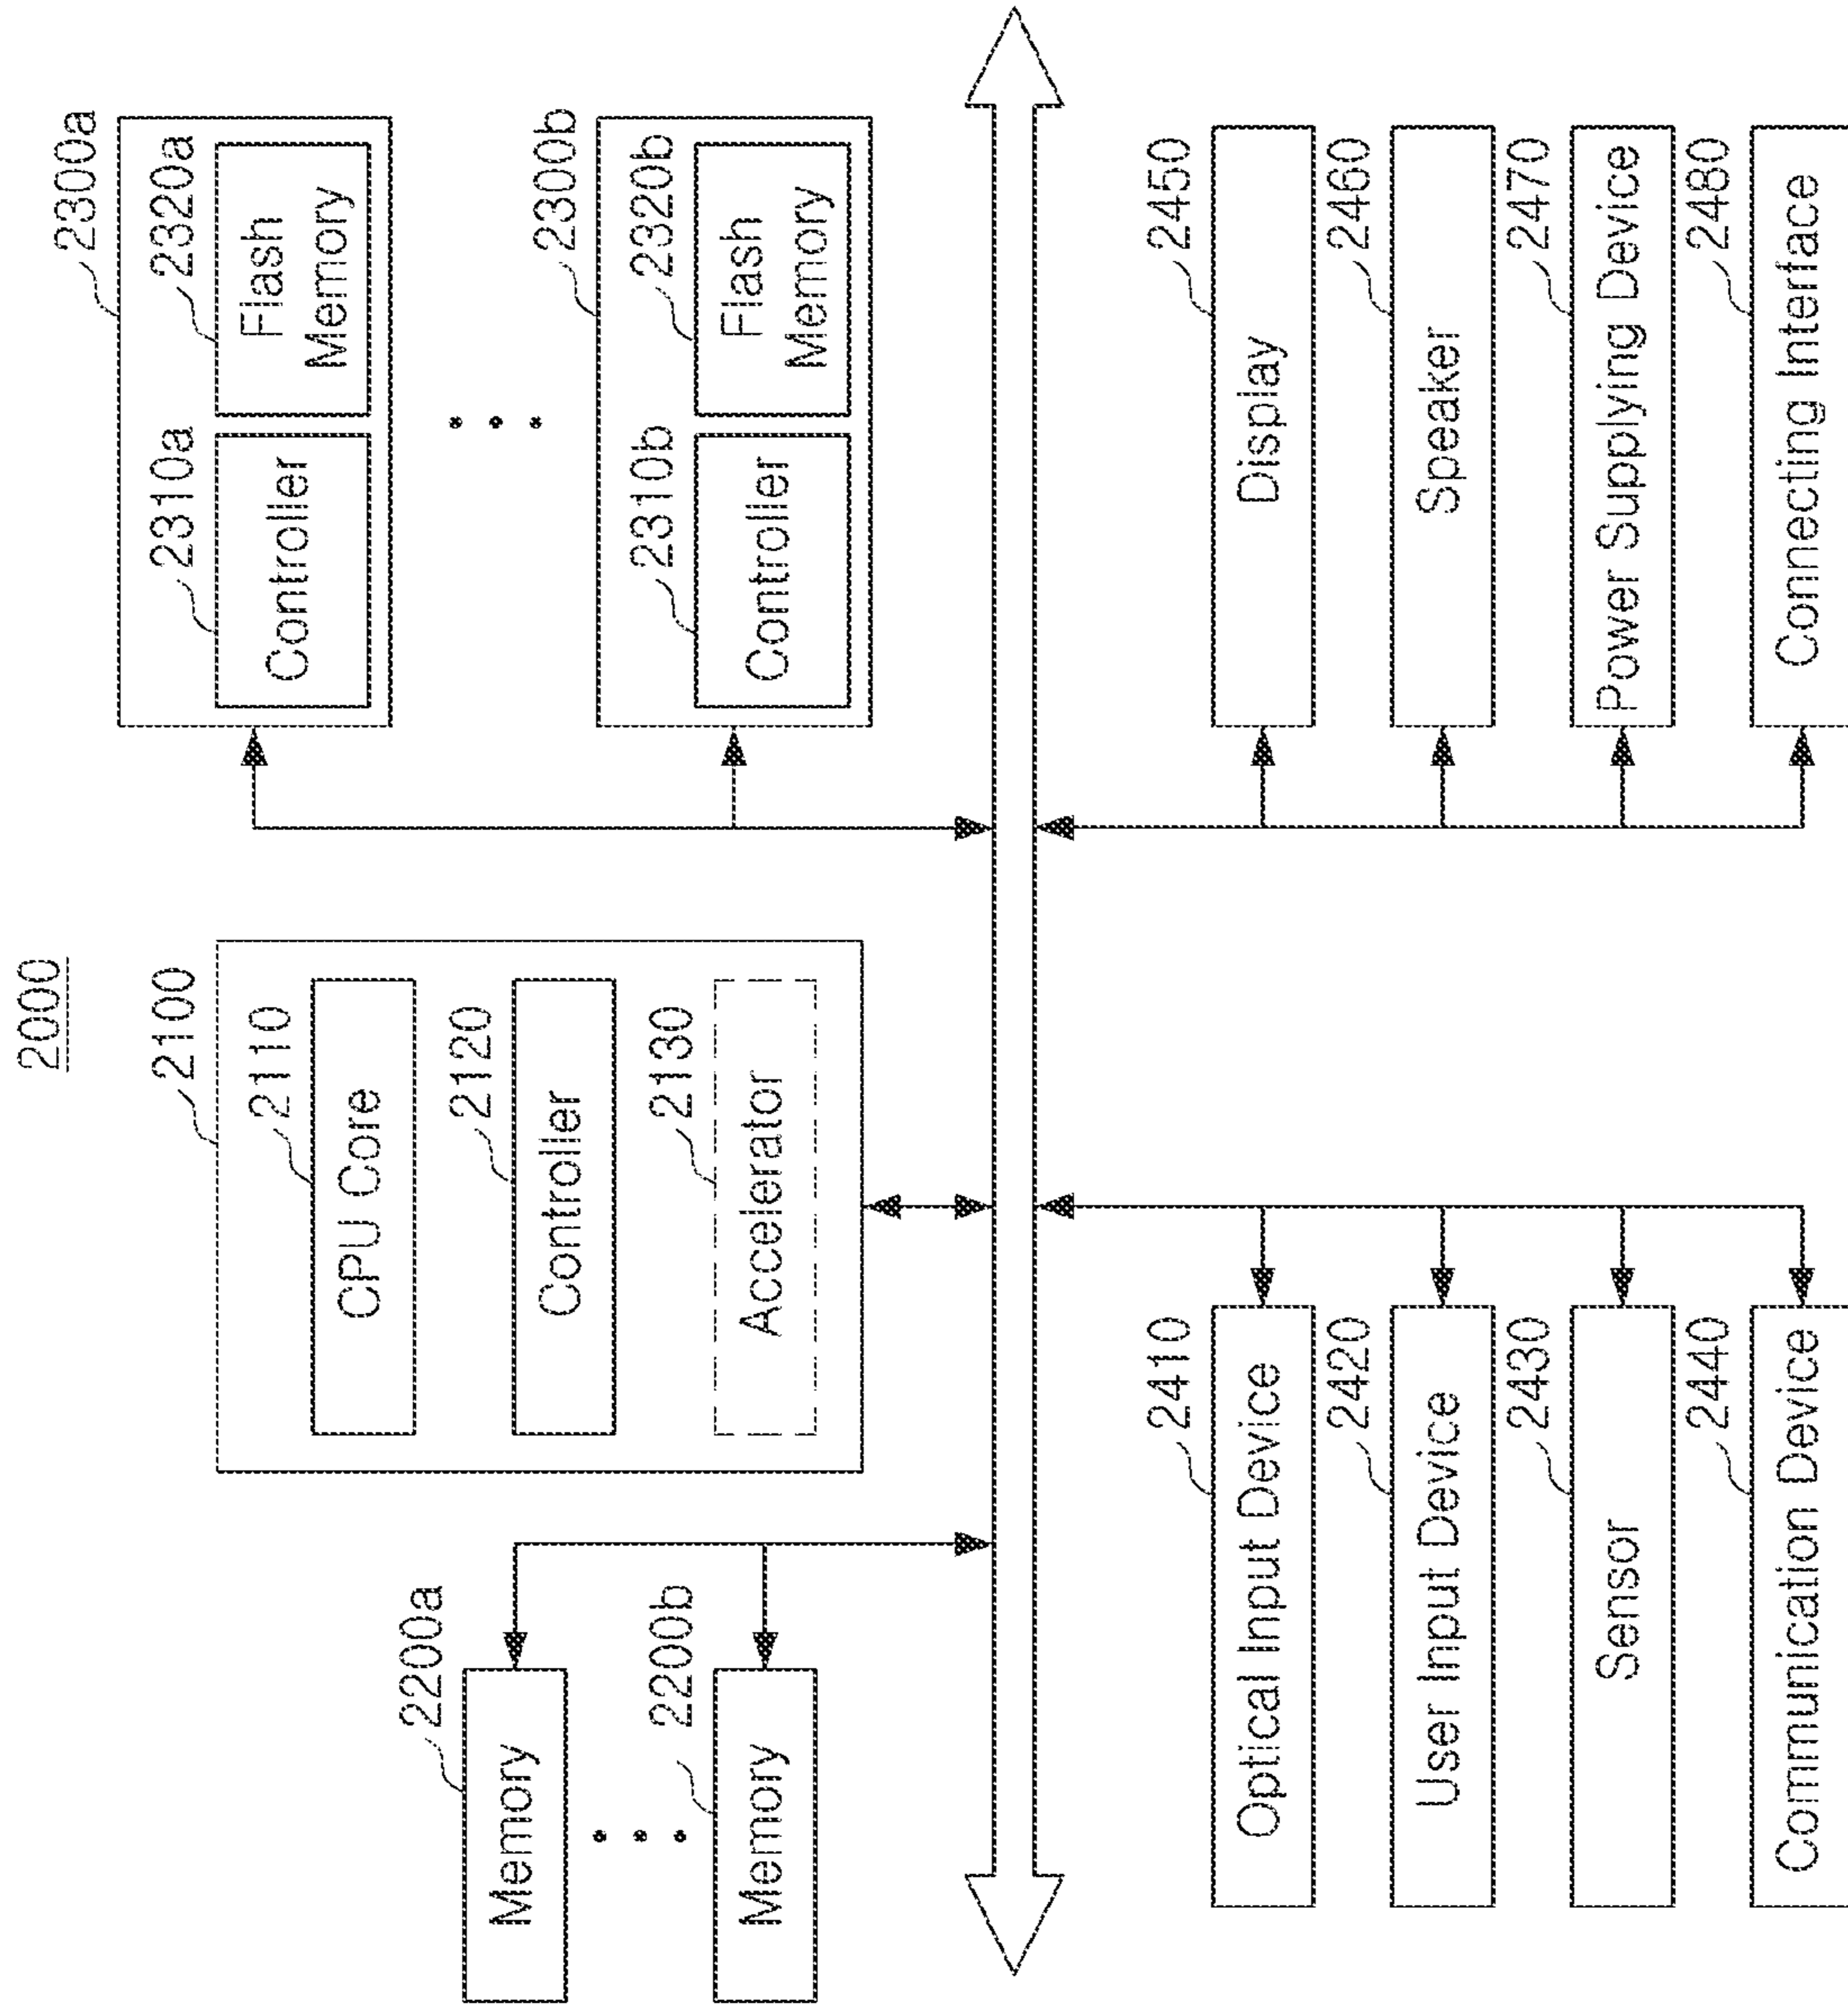 2000
2100
2110
CPU Core
2120
Controller
2130
Accelerator
2200a
Memory
2200b
Memory
2300a
2310a
Controller
2320a
Flash
Memory
2300b
2310b
Controller
2320b
Flash
Memory
2410
Optical Input Device
2420
User Input Device
2430
Sensor
2440
Communication Device
2450
Display
2460
Speaker
2470
Power Supplying Device
2480
Connecting Interface